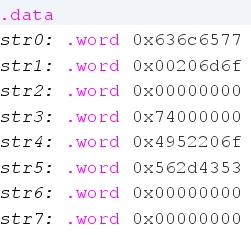 .data
str0: .word 0x636c6577
str1: .word 0x00206d6f
str2: .word 0x00000000
str3: .word 0x74000000
str4: .word 0x4952206f
str5: .word 0x562d4353
str6: .word 0x00000000
str7: .word 0x00000000